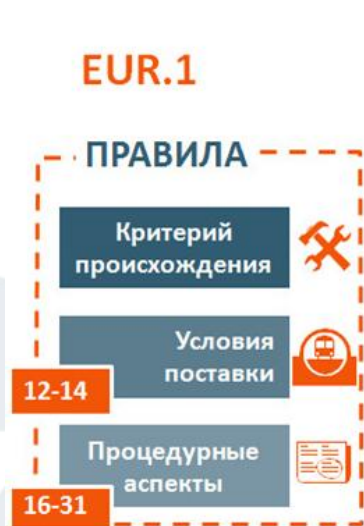 EUR.1
ПРАВИЛА
Критерий
происхождения
Условия
поставки
12-14
Процедурные
аспекты
16-31